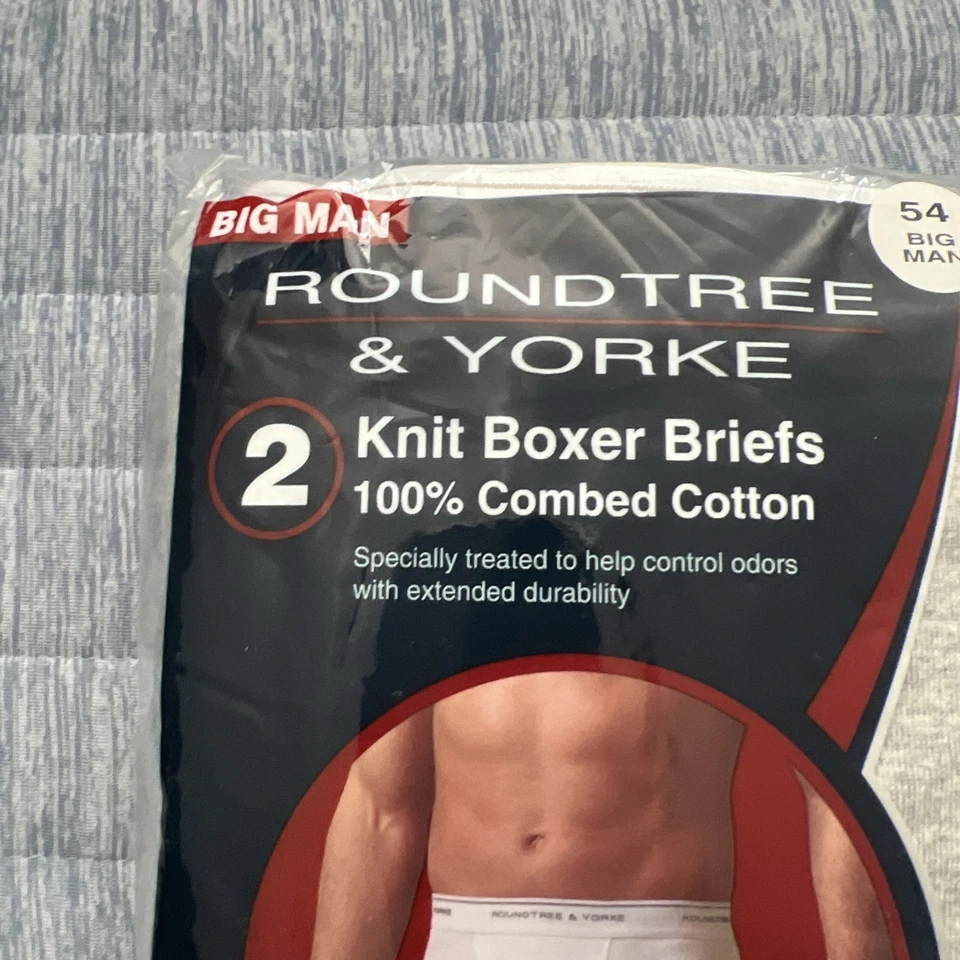 BIG MAN
54
BIG
MAN
ROUNDTREE
& YORKE
2
Knit Boxer Briefs
100% Combed Cotton
Specially treated to help control odors
with extended durability
ROUNDTREE & YORKE